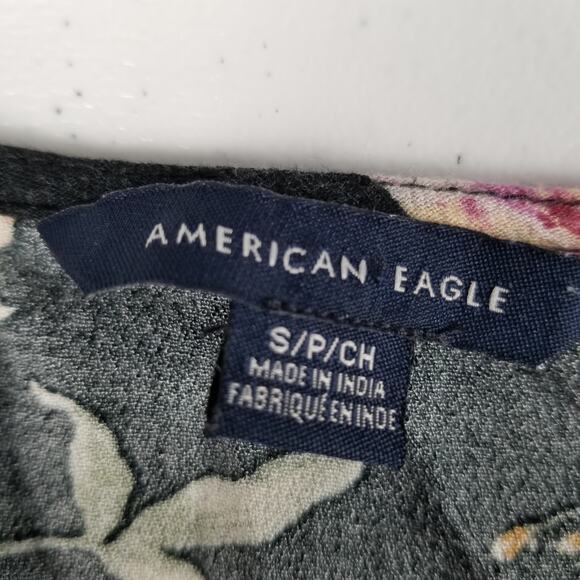 AMERICAN EAGLE
S/P/CH
MADE IN INDIA
FABRIQUÉ EN INDE